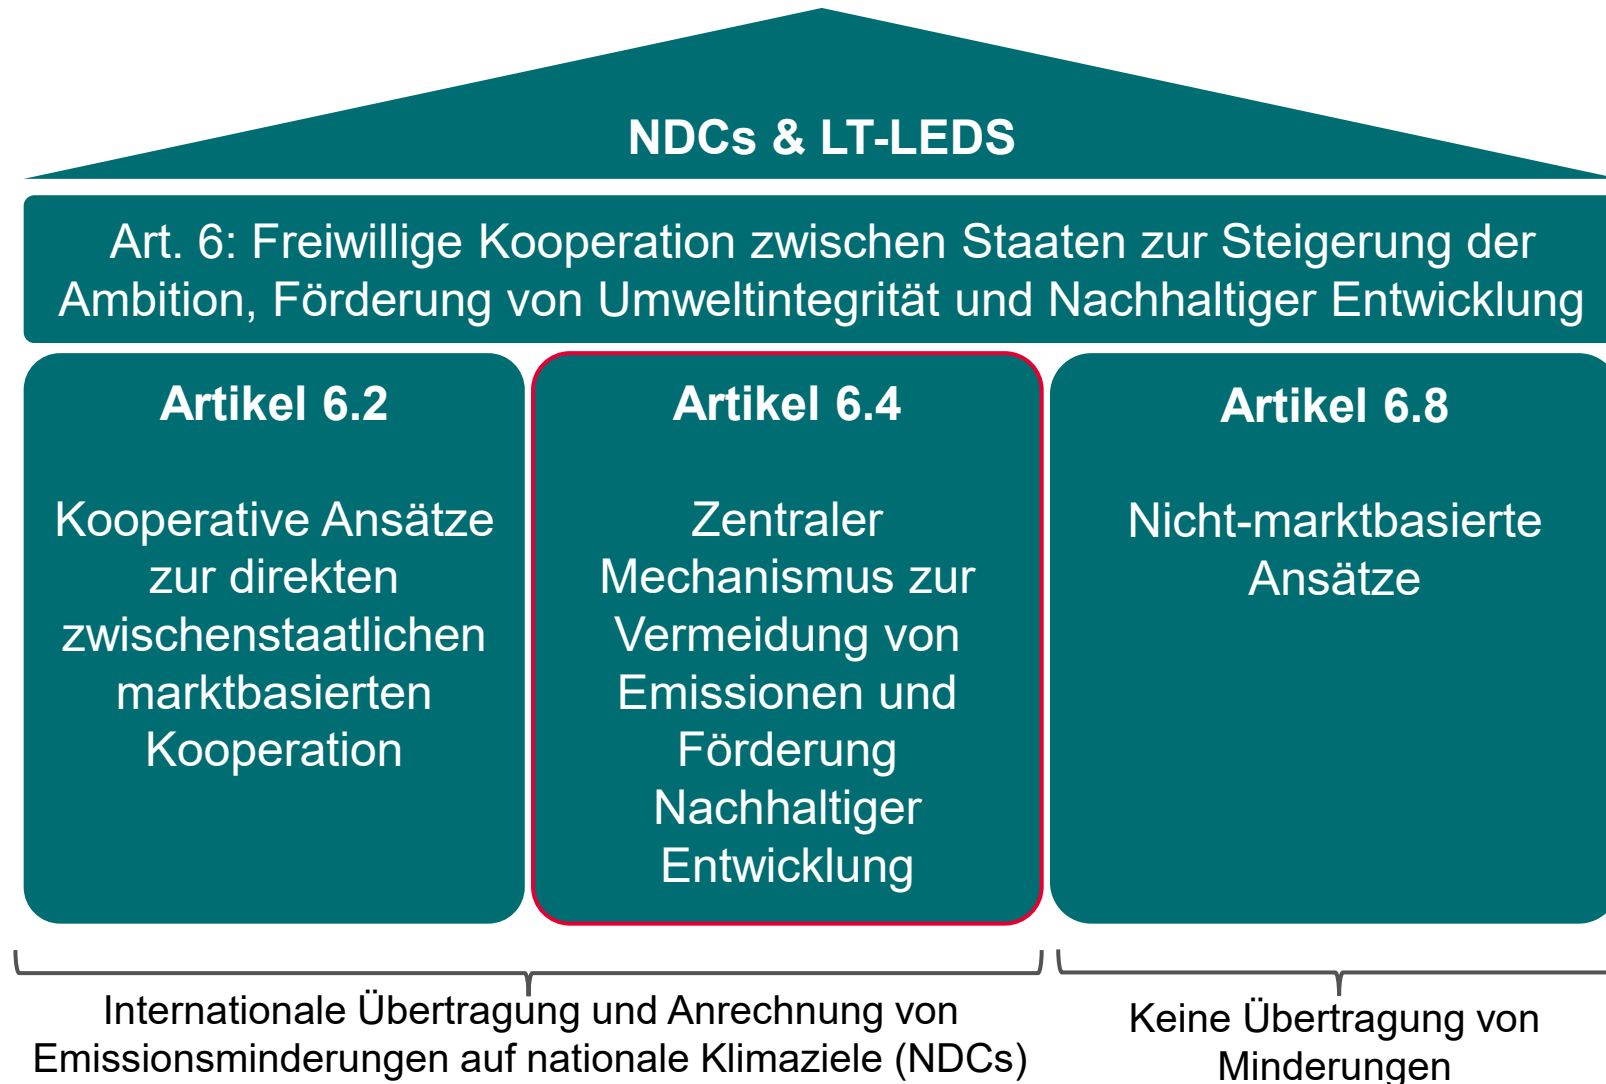 NDCs & LT-LEDS
Art. 6: Freiwillige Kooperation zwischen Staaten zur Steigerung der
Ambition, Förderung von Umweltintegrität und Nachhaltiger Entwicklung
Artikel 6.2
Kooperative Ansätze
zur direkten
zwischenstaatlichen
marktbasierten
Kooperation
Artikel 6.4
Zentraler
Mechanismus zur
Vermeidung von
Emissionen und
Förderung
Nachhaltiger
Entwicklung
Artikel 6.8
Nicht-marktbasierte
Ansätze
Internationale Übertragung und Anrechnung von
Emissionsminderungen auf nationale Klimaziele (NDCs)
Keine Übertragung von
Minderungen